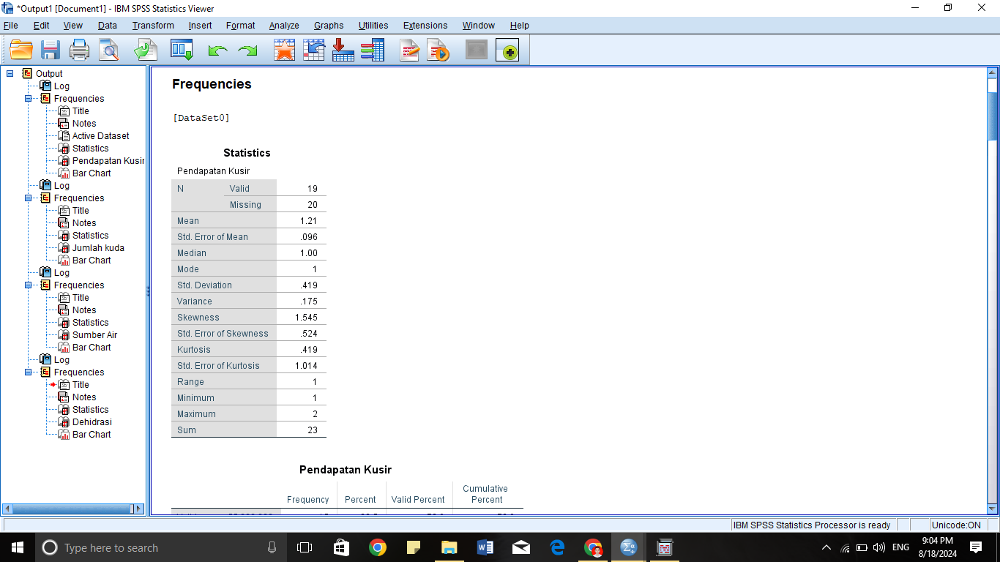 *Output1 [Document1] - IBM SPSS Statistics Viewer
File Edit View Data Transform Insert Format Analyze Graphs Utilities Extensions Window Help
Output
Log
Frequencies
Title
Notes
Active Dataset
Statistics
Pendapatan Kusir
Bar Chart
Log
Frequencies
Title
Notes
Statistics
Jumlah kuda
Bar Chart
Log
Frequencies
Title
Notes
Statistics
Sumber Air
Bar Chart
Log
Frequencies
Title
Notes
Statistics
Dehidrasi
Bar Chart
Frequencies
[DataSet0]
Statistics
Pendapatan Kusir
N Valid 19
Missing 20
Mean 1.21
Std. Error of Mean .096
Median 1.00
Mode 1
Std. Deviation .419
Variance .175
Skewness 1.545
Std. Error of Skewness .524
Kurtosis .419
Std. Error of Kurtosis 1.014
Range 1
Minimum 1
Maximum 2
Sum 23
Pendapatan Kusir
Frequency Percent Valid Percent Cumulative Percent
IBM SPSS Statistics Processor is ready Unicode:ON
Type here to search
ENG
9:04 PM
8/18/2024